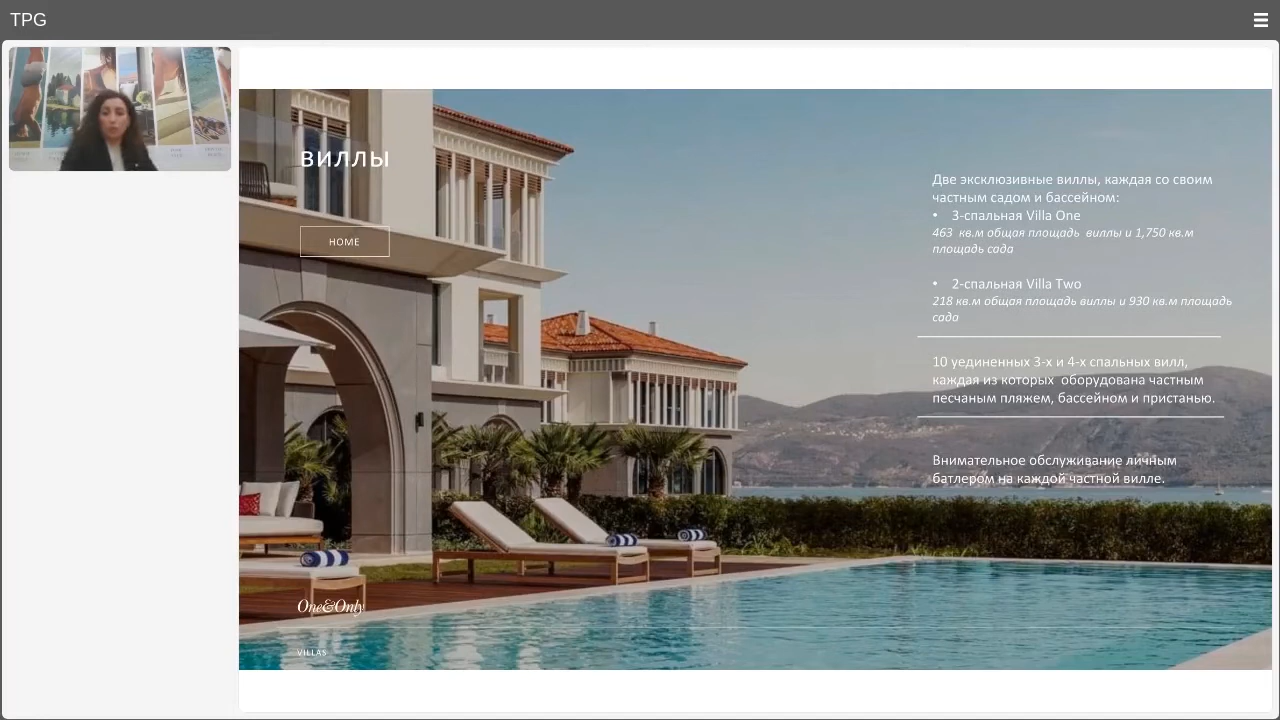 TPG
ВИЛЛЫ
HOME
Две эксклюзивные виллы, каждая со своим
частным садом и бассейном:
• 3-спальная Villa One
463 кв.м общая площадь виллы и 1,750 кв.м
площадь сада
• 2-спальная Villa Two
218 кв.м общая площадь виллы и 930 кв.м площадь
сада
10 уединенных 3-х и 4-х спальных вилл,
каждая из которых оборудована частным
песчаным пляжем, бассейном и пристанью.
Внимательное обслуживание личным
батлером на каждой частной вилле.
One&Only
VILLAS